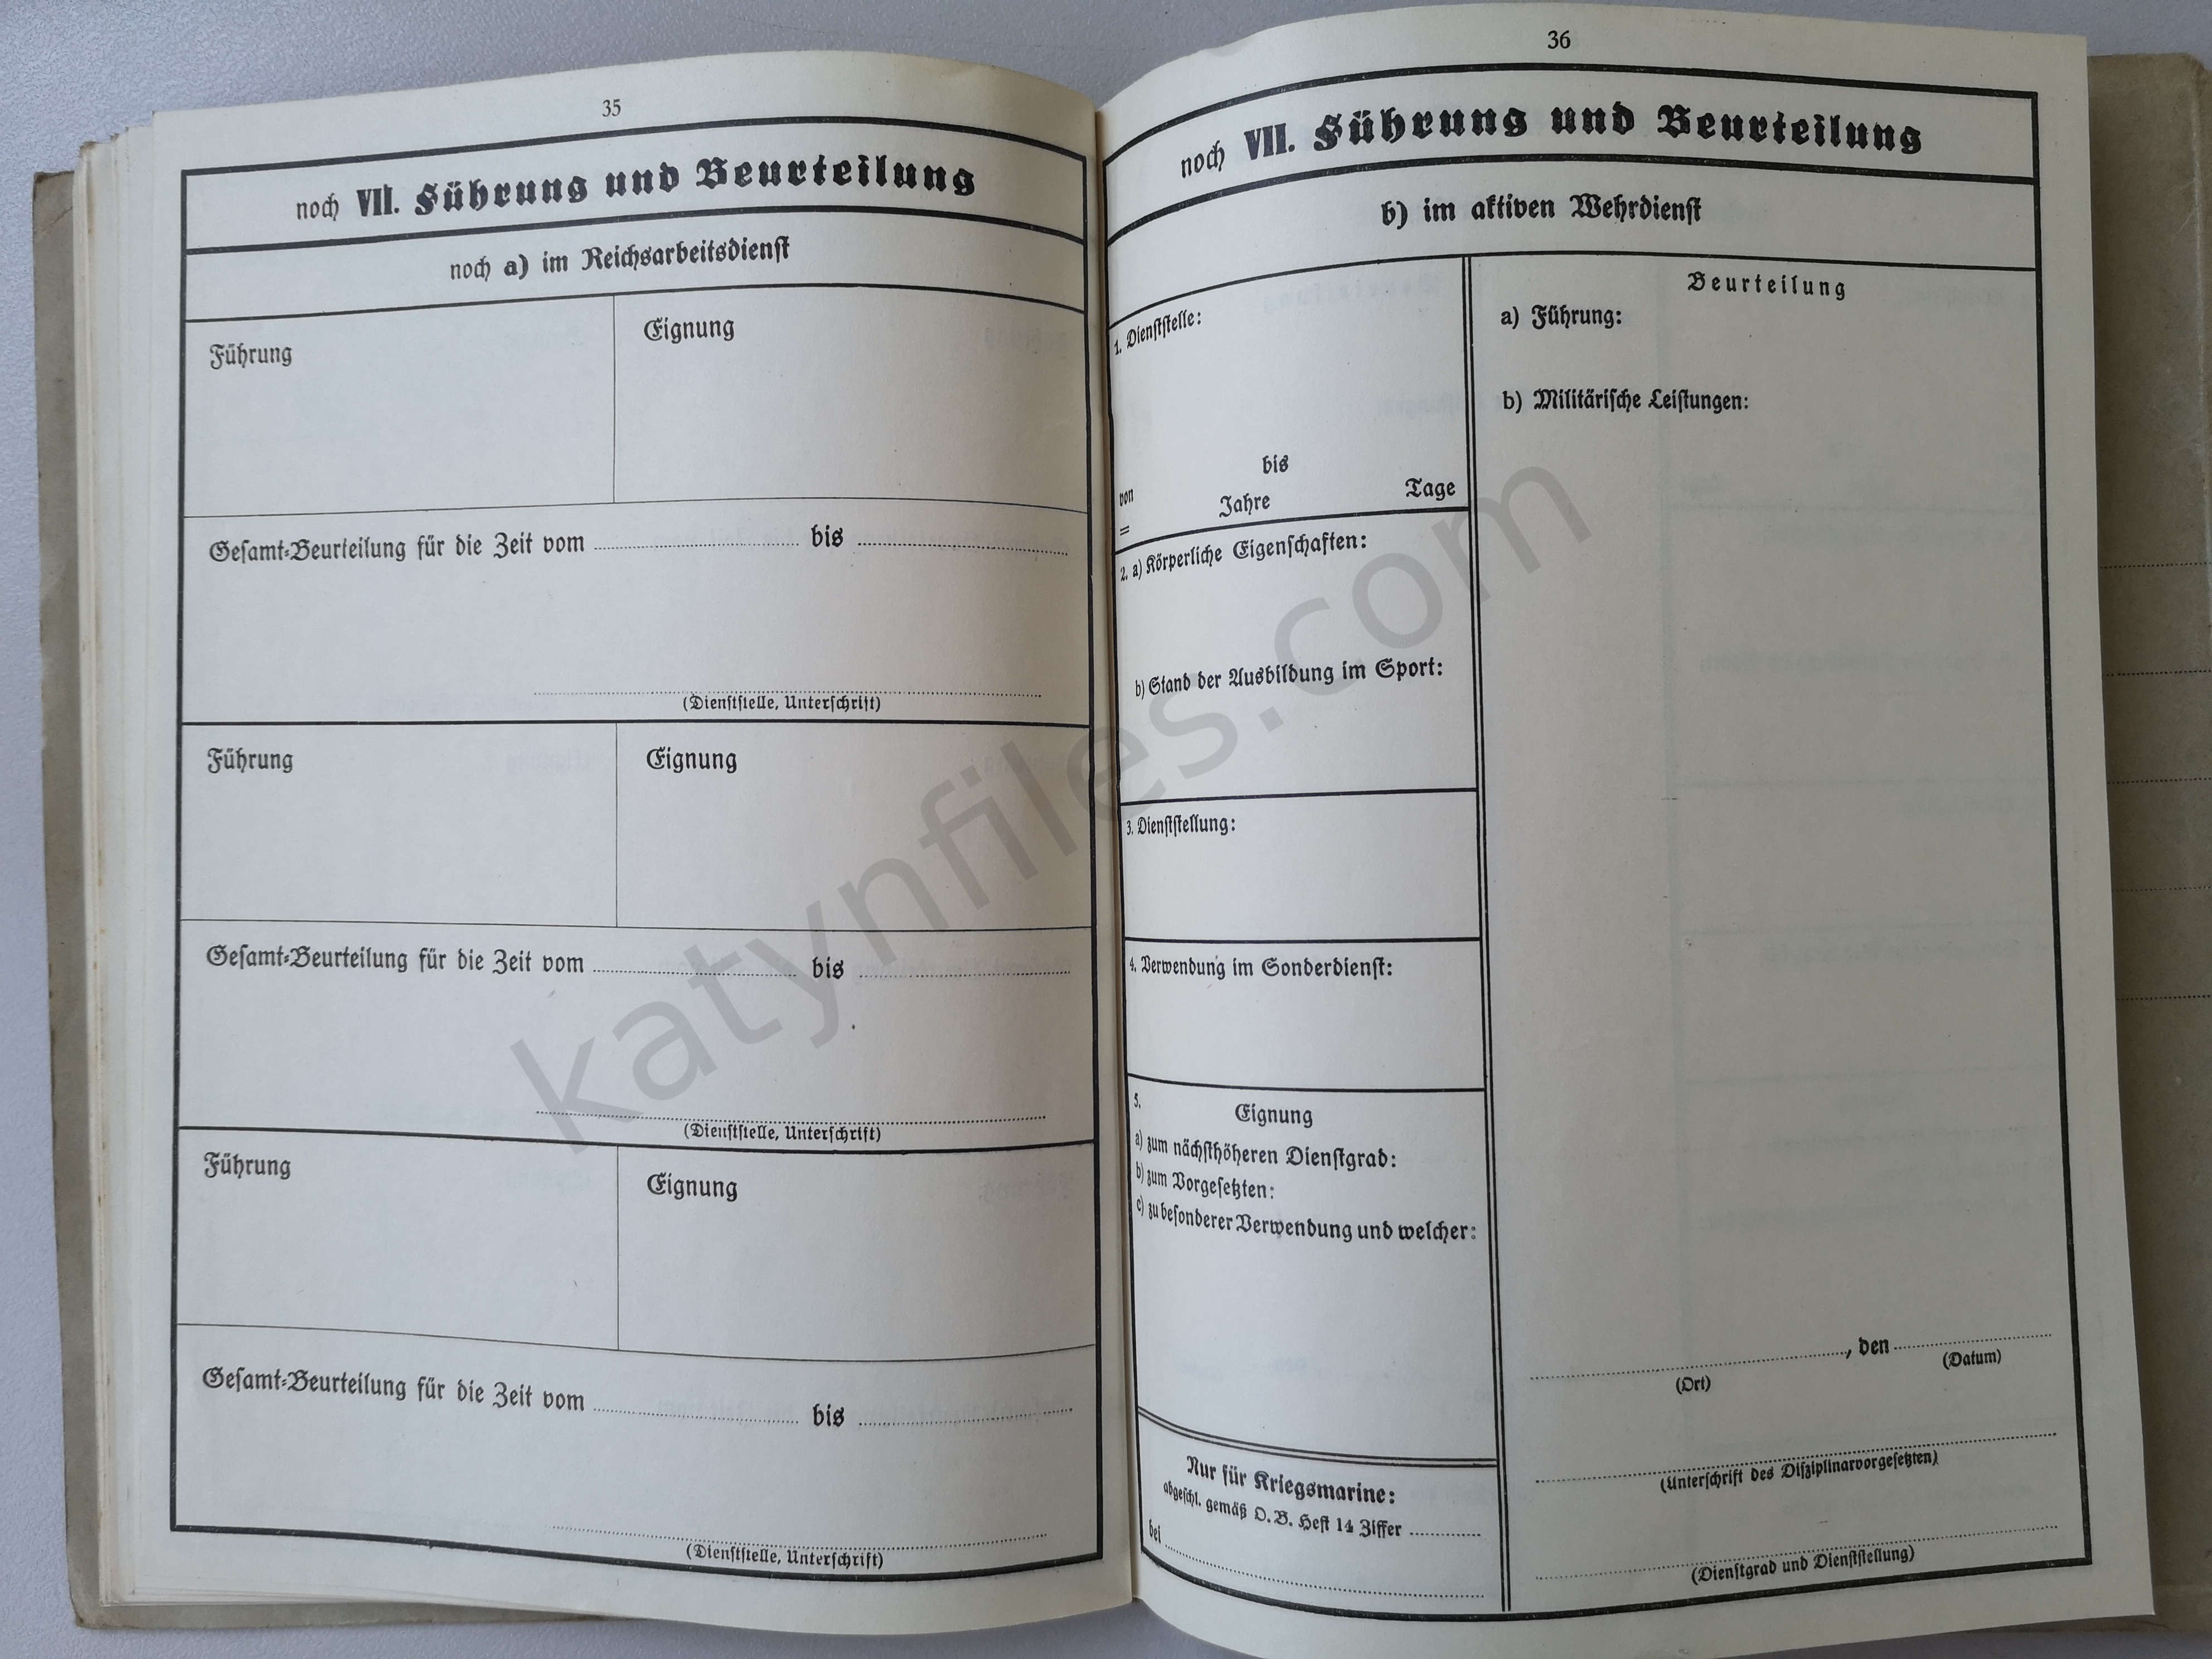 35
noch VII. Führung und Beurteilung
noch a) im Reichsarbeitsdienst
Führung
Eignung
Gesamt-Beurteilung für die Zeit vom ........ bis ........
(Dienststelle, Unterschrift)
Führung
Eignung
Gesamt-Beurteilung für die Zeit vom ........ bis ........
(Dienststelle, Unterschrift)
Führung
Eignung
Gesamt-Beurteilung für die Zeit vom ........ bis ........
(Dienststelle, Unterschrift)
36
noch VII. Führung und Beurteilung
b) im aktiven Wehrdienst
1. Dienststelle:
von bis
= Jahre Tage
2. a) Körperliche Eigenschaften:
b) Stand der Ausbildung im Sport:
3. Dienststellung:
4. Verwendung im Sonderdienst:
5. Eignung
a) zum nächsthöheren Dienstgrad:
b) zum Vorgesetzten:
c) zu besonderer Verwendung und welcher:
Nur für Kriegsmarine:
abgeschl. gemäß D.B. Heft 14 Ziffer ........
bei ........
Beurteilung
a) Führung:
b) Militärische Leistungen:
........, den ........
(Ort) (Datum)
(Unterschrift des Disziplinarvorgesetzten)
(Dienstgrad und Dienststellung)
katynfiles.com